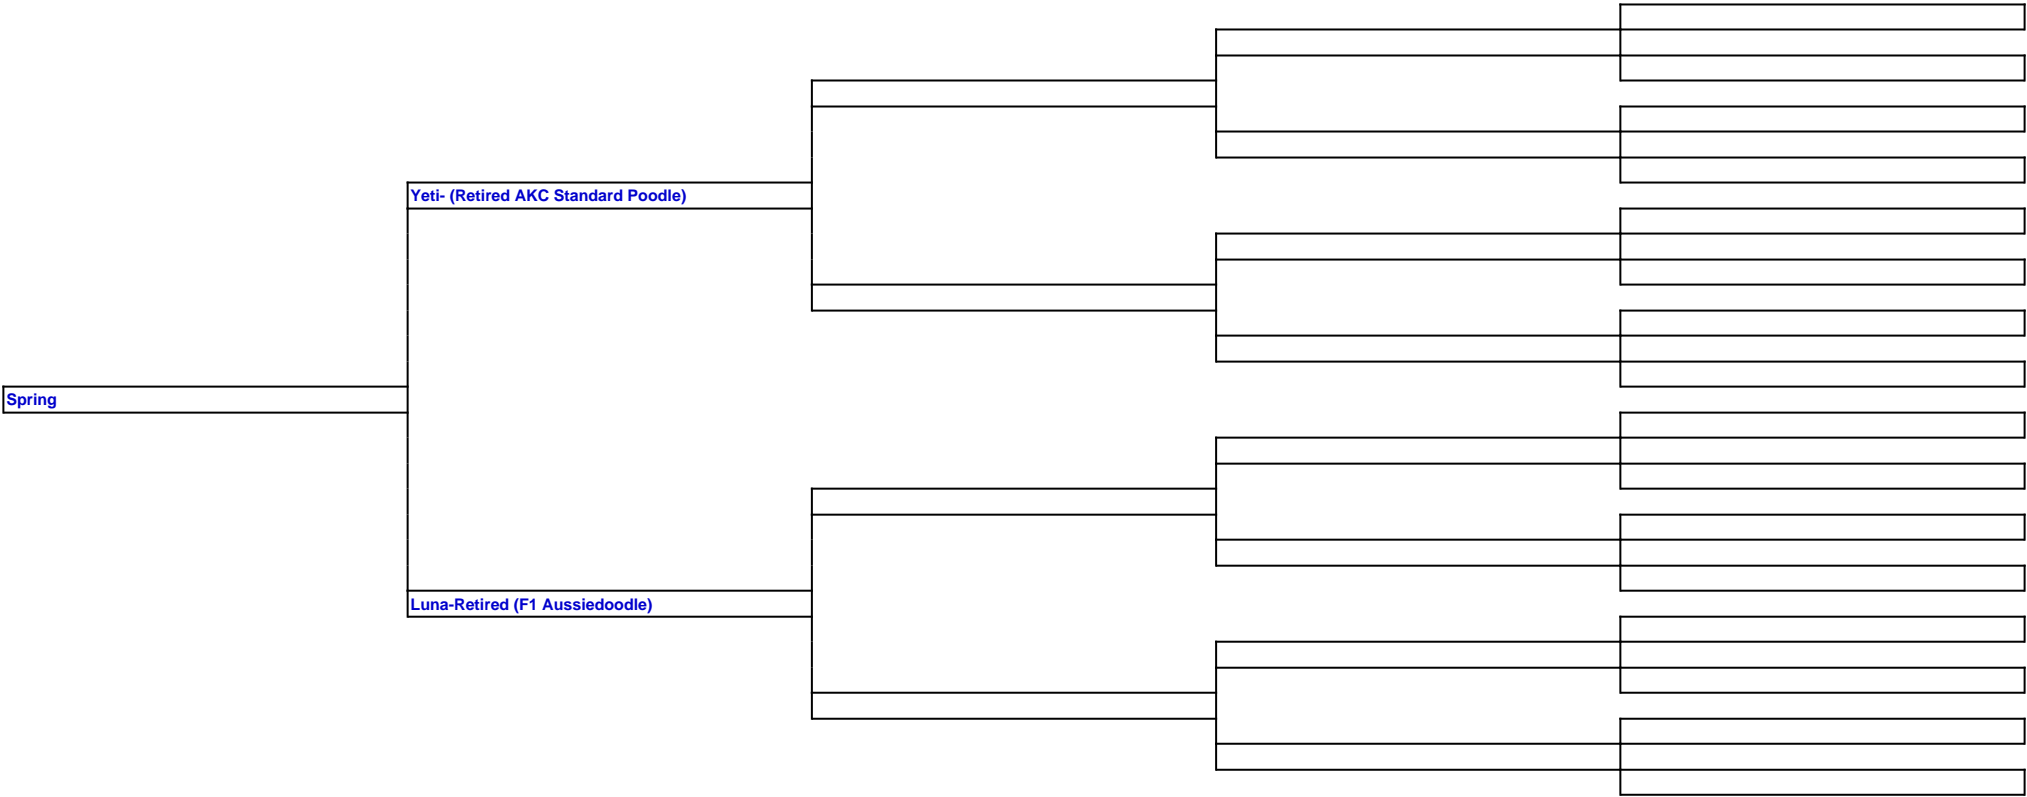 Yeti- (Retired AKC Standard Poodle)
Spring
Luna-Retired (F1 Aussiedoodle)